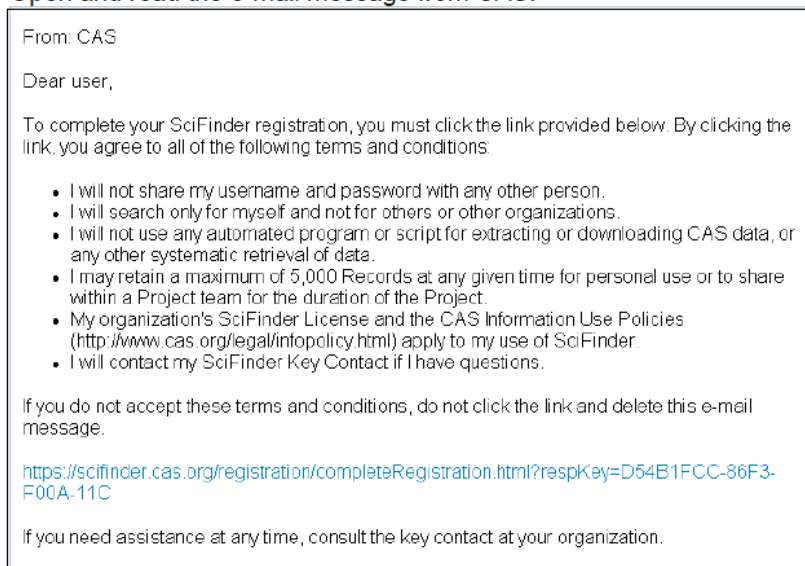 Open and read the e-mail message from CAS.
From: CAS
Dear user,
To complete your SciFinder registration, you must click the link provided below. By clicking the
link, you agree to all of the following terms and conditions:
• I will not share my username and password with any other person.
• I will search only for myself and not for others or other organizations.
• I will not use any automated program or script for extracting or downloading CAS data, or
any other systematic retrieval of data.
• I may retain a maximum of 5,000 Records at any given time for personal use or to share
within a Project team for the duration of the Project.
• My organization's SciFinder License and the CAS Information Use Policies
(http://www.cas.org/legal/infopolicy.html) apply to my use of SciFinder.
• I will contact my SciFinder Key Contact if I have questions.
If you do not accept these terms and conditions, do not click the link and delete this e-mail
message.
https://scifinder.cas.org/registration/completeRegistration.html?respKey=D54B1FCC-86F3-
F00A-11C
If you need assistance at any time, consult the key contact at your organization.